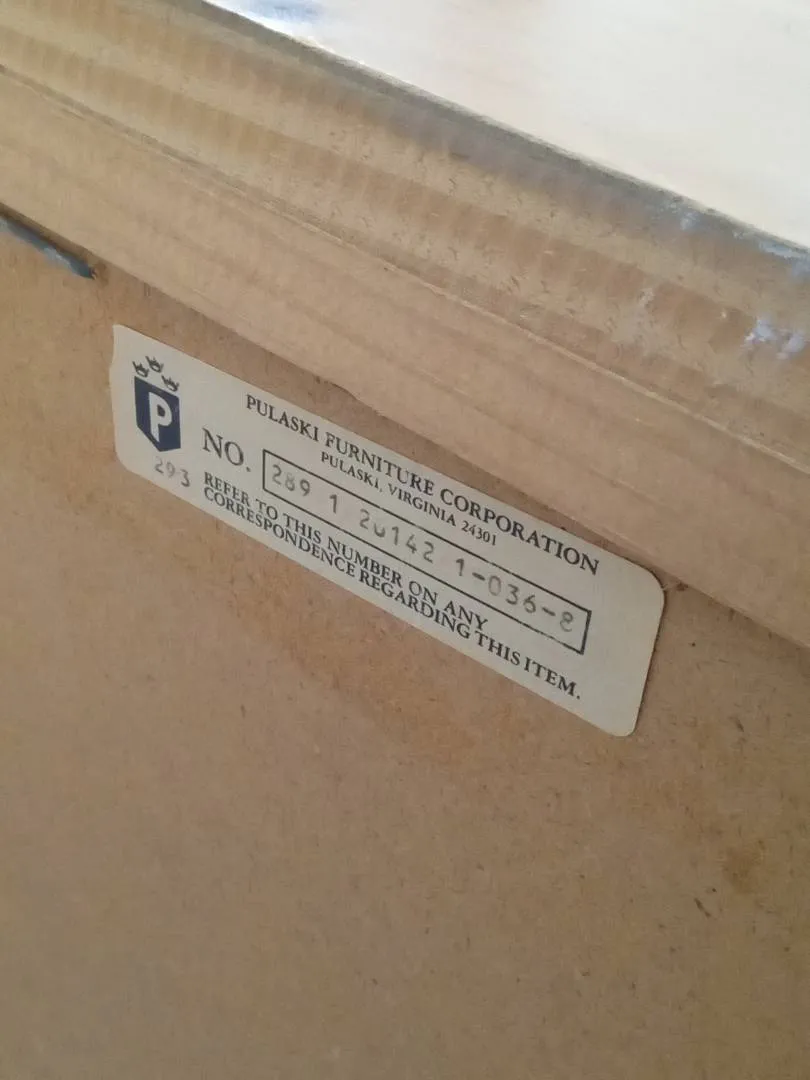 P
PULASKI FURNITURE CORPORATION
PULASKI, VIRGINIA 24301
NO. 289 1 20142 1-036-8
293 REFER TO THIS NUMBER ON ANY
CORRESPONDENCE REGARDING THIS ITEM.